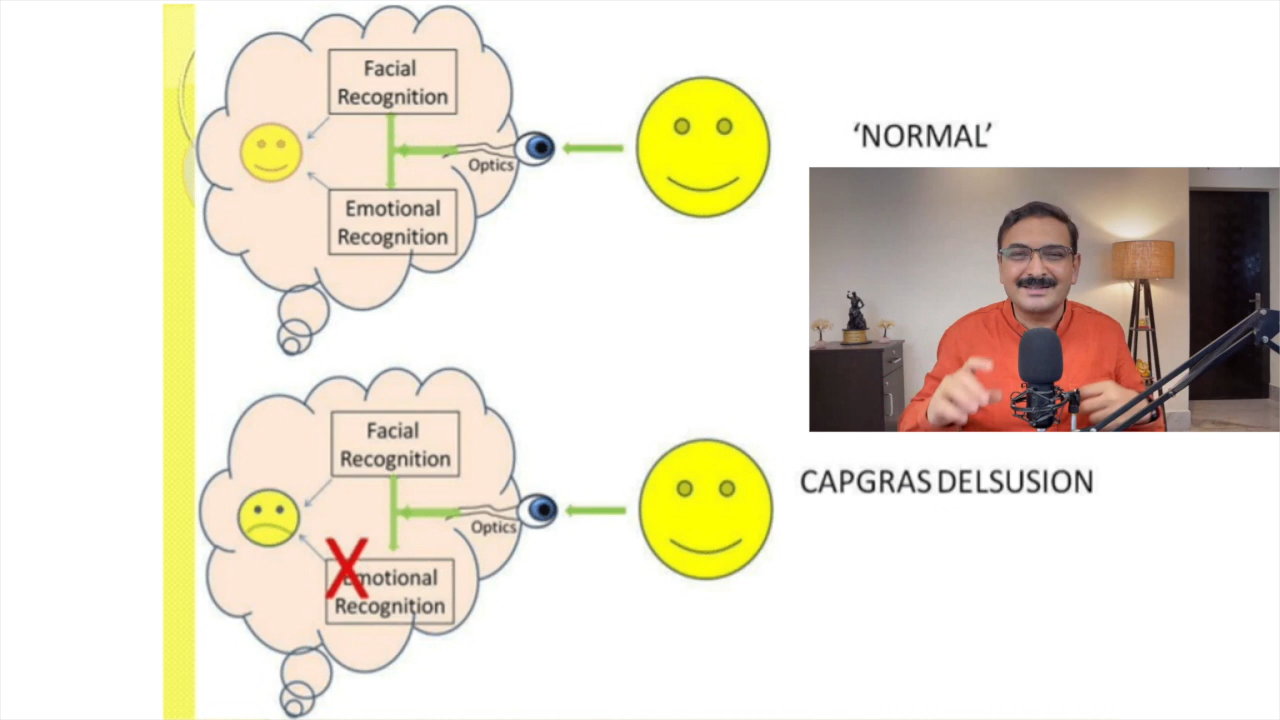 Facial
Recognition
Optics
Emotional
Recognition
‘NORMAL’
Facial
Recognition
Optics
Emotional
Recognition
CAPGRAS DELSUSION
X